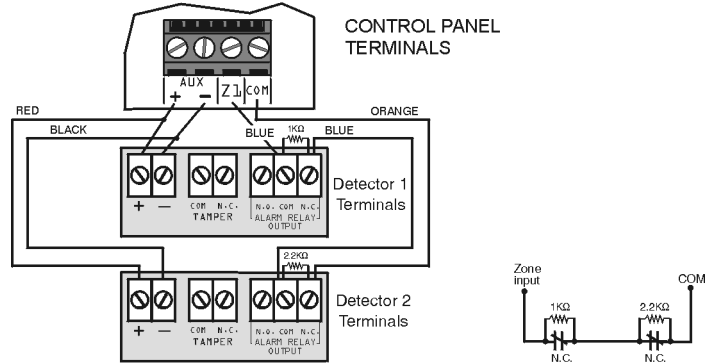 CONTROL PANEL
TERMINALS
AUX
+ − Z1 COM
RED
ORANGE
BLACK
BLUE
1KΩ
BLUE
Detector 1
Terminals
+ −
COM N.C.
TAMPER
N.O. COM N.C.
ALARM RELAY
OUTPUT
2.2KΩ
Detector 2
Terminals
+ −
COM N.C.
TAMPER
N.O. COM N.C.
ALARM RELAY
OUTPUT
Zone
input
COM
1KΩ
2.2KΩ
N.C.
N.C.